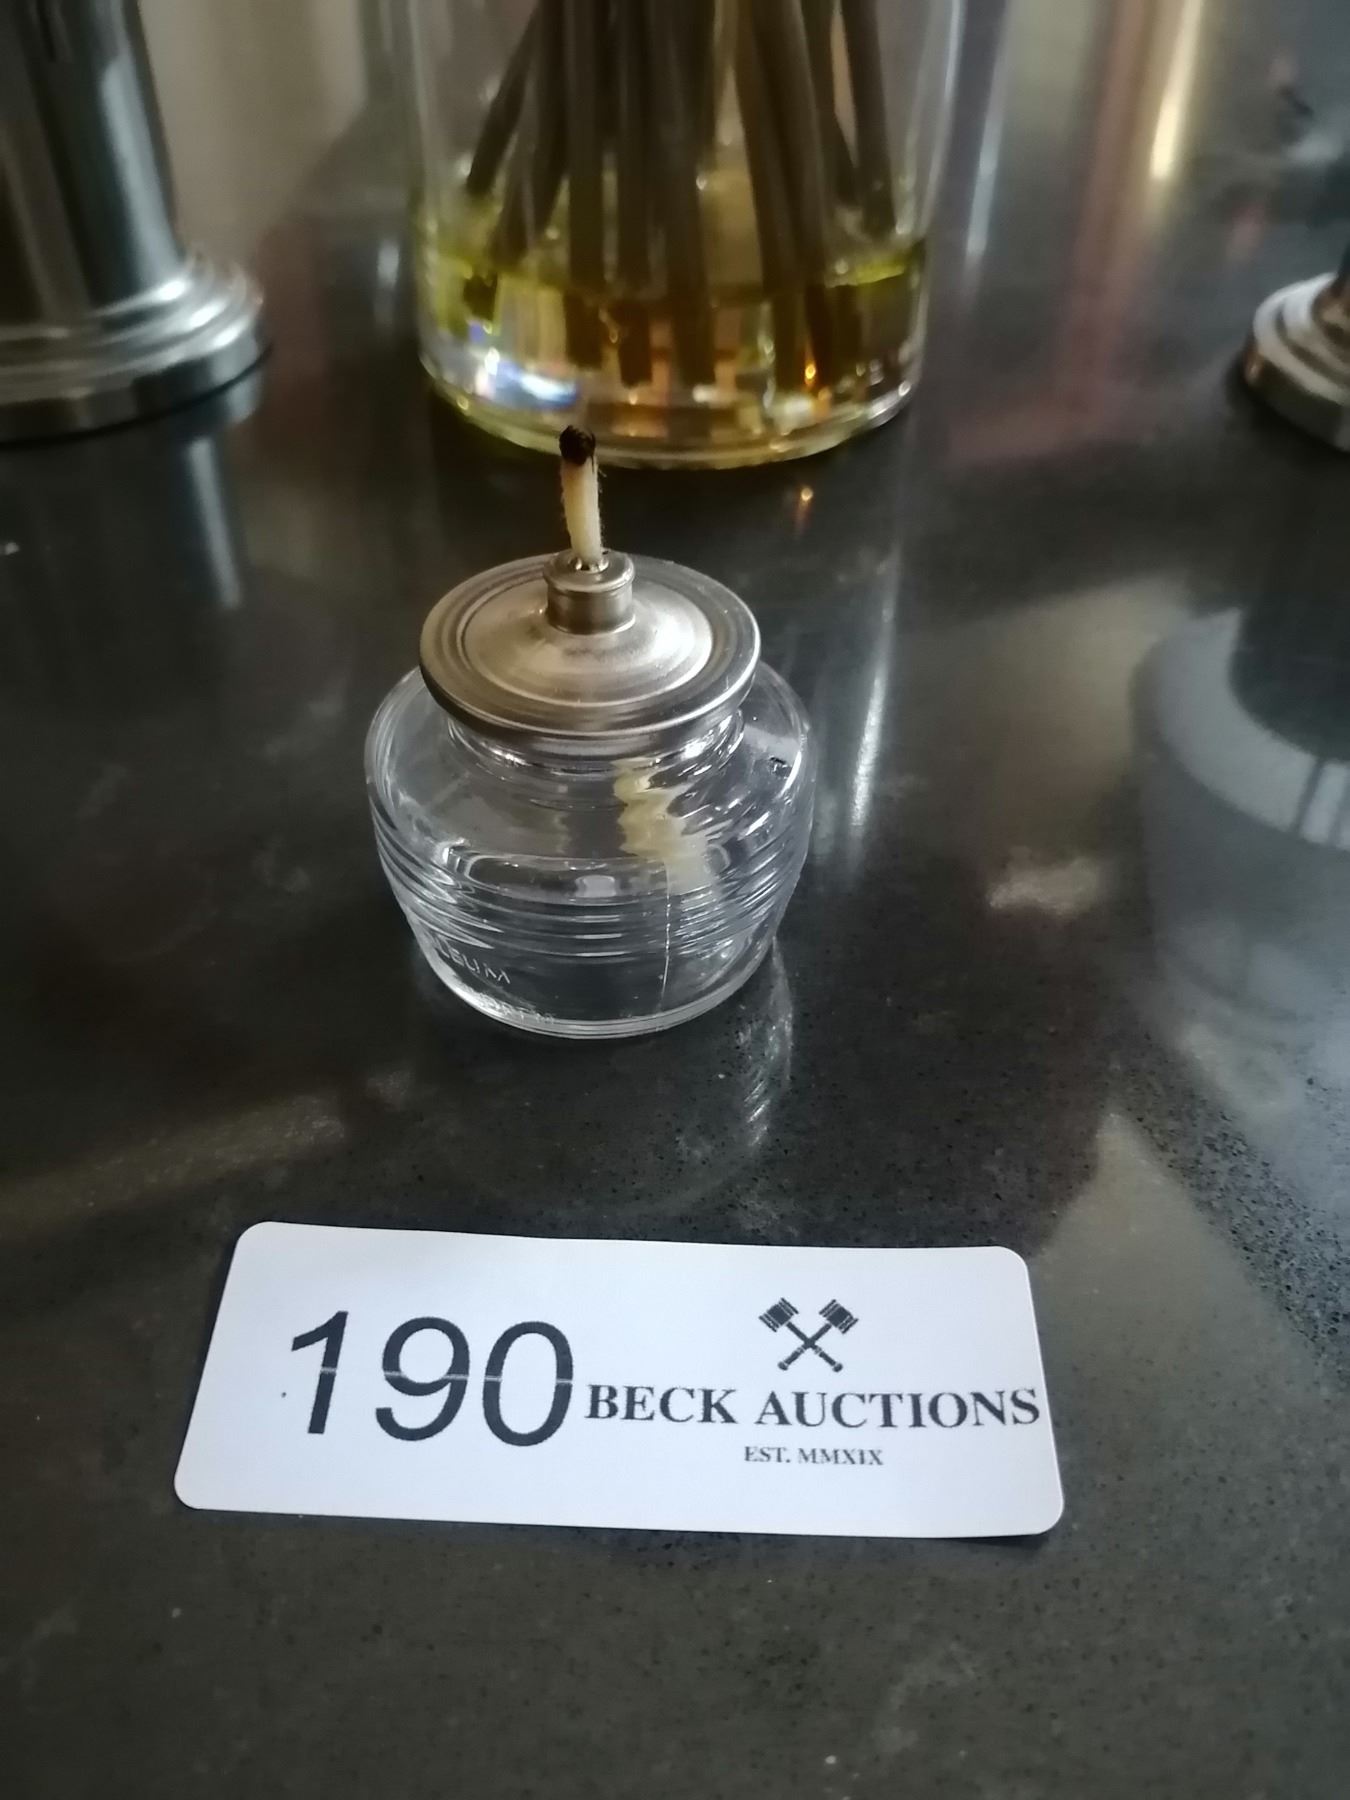 190
BECK AUCTIONS
EST. MMXIX